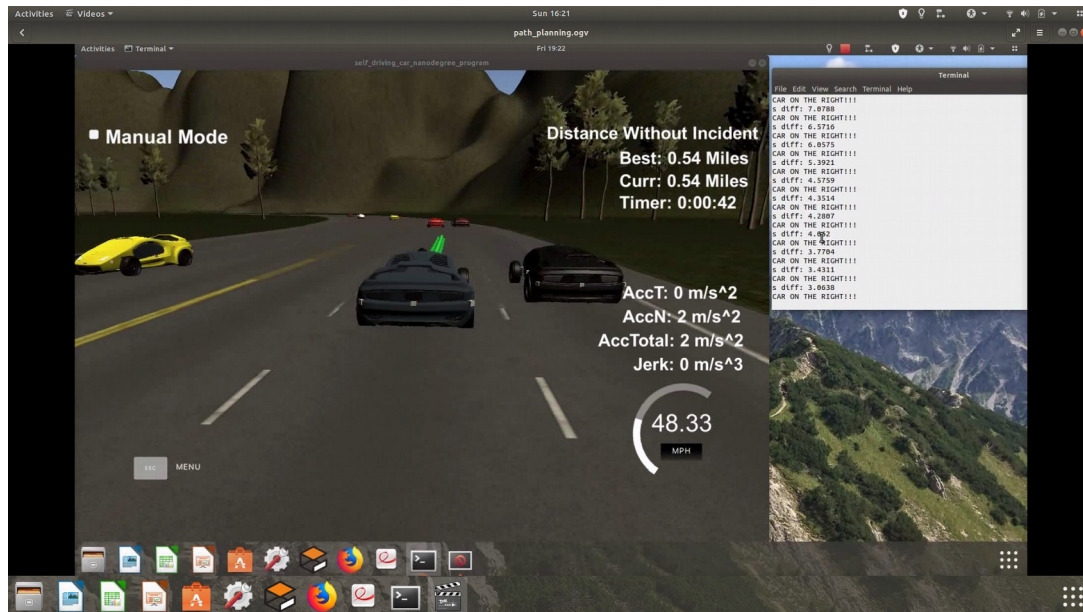 Activities Videos
Sun 16:21
path_planning.ogv
Activities Terminal
Fri 19:22
self_driving_car_nanodegree_program
Manual Mode
Distance Without Incident
Best: 0.54 Miles
Curr: 0.54 Miles
Timer: 0:00:42
AccT: 0 m/s^2
AccN: 2 m/s^2
AccTotal: 2 m/s^2
Jerk: 0 m/s^3
48.33
MPH
ESC MENU
Terminal
File Edit View Search Terminal Help
CAR ON THE RIGHT!!!
s diff: 7.0788
CAR ON THE RIGHT!!!
s diff: 6.5716
CAR ON THE RIGHT!!!
s diff: 6.0575
CAR ON THE RIGHT!!!
s diff: 5.3921
CAR ON THE RIGHT!!!
s diff: 4.5759
CAR ON THE RIGHT!!!
s diff: 4.3514
CAR ON THE RIGHT!!!
s diff: 4.2807
CAR ON THE RIGHT!!!
s diff:
CAR ON THE RIGHT!!!
s diff: 3.7704
CAR ON THE RIGHT!!!
s diff: 3.4311
CAR ON THE RIGHT!!!
s diff: 3.0638
CAR ON THE RIGHT!!!